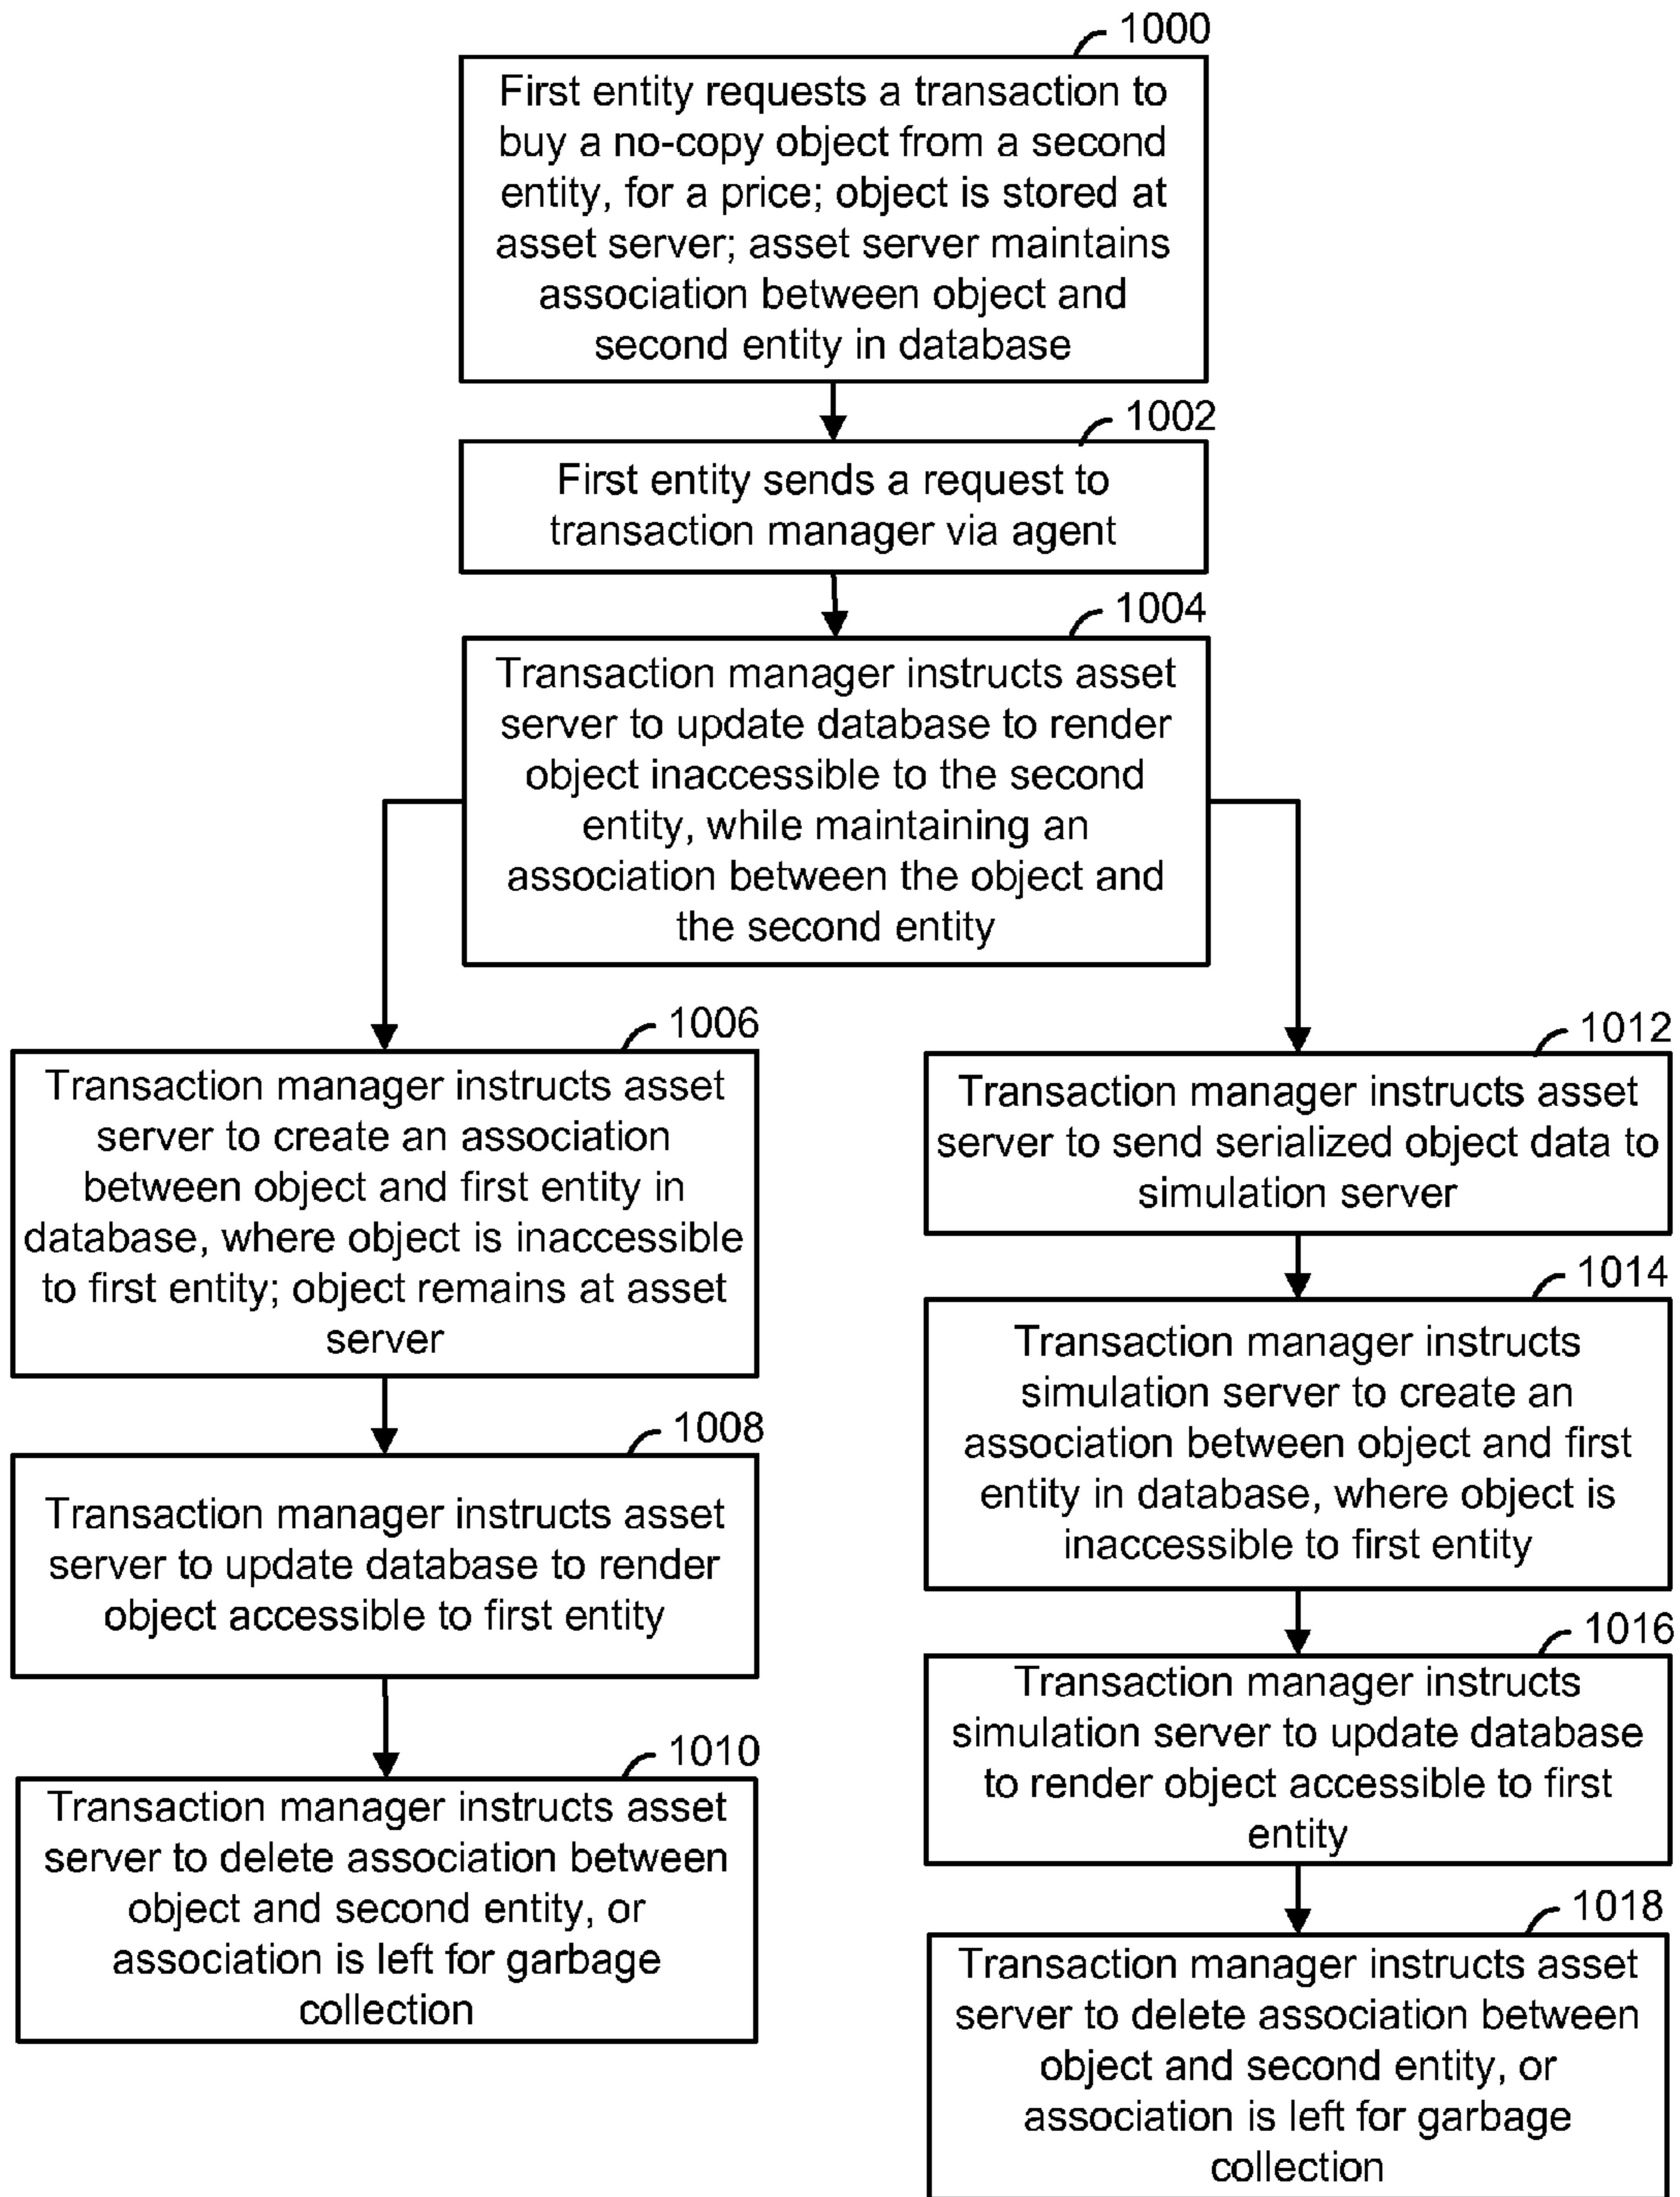 1000
First entity requests a transaction to
buy a no-copy object from a second
entity, for a price; object is stored at
asset server; asset server maintains
association between object and
second entity in database
1002
First entity sends a request to
transaction manager via agent
1004
Transaction manager instructs asset
server to update database to render
object inaccessible to the second
entity, while maintaining an
association between the object and
the second entity
1006
Transaction manager instructs asset
server to create an association
between object and first entity in
database, where object is inaccessible
to first entity; object remains at asset
server
1008
Transaction manager instructs asset
server to update database to render
object accessible to first entity
1010
Transaction manager instructs asset
server to delete association between
object and second entity, or
association is left for garbage
collection
1012
Transaction manager instructs asset
server to send serialized object data to
simulation server
1014
Transaction manager instructs
simulation server to create an
association between object and first
entity in database, where object is
inaccessible to first entity
1016
Transaction manager instructs
simulation server to update database
to render object accessible to first
entity
1018
Transaction manager instructs asset
server to delete association between
object and second entity, or
association is left for garbage
collection